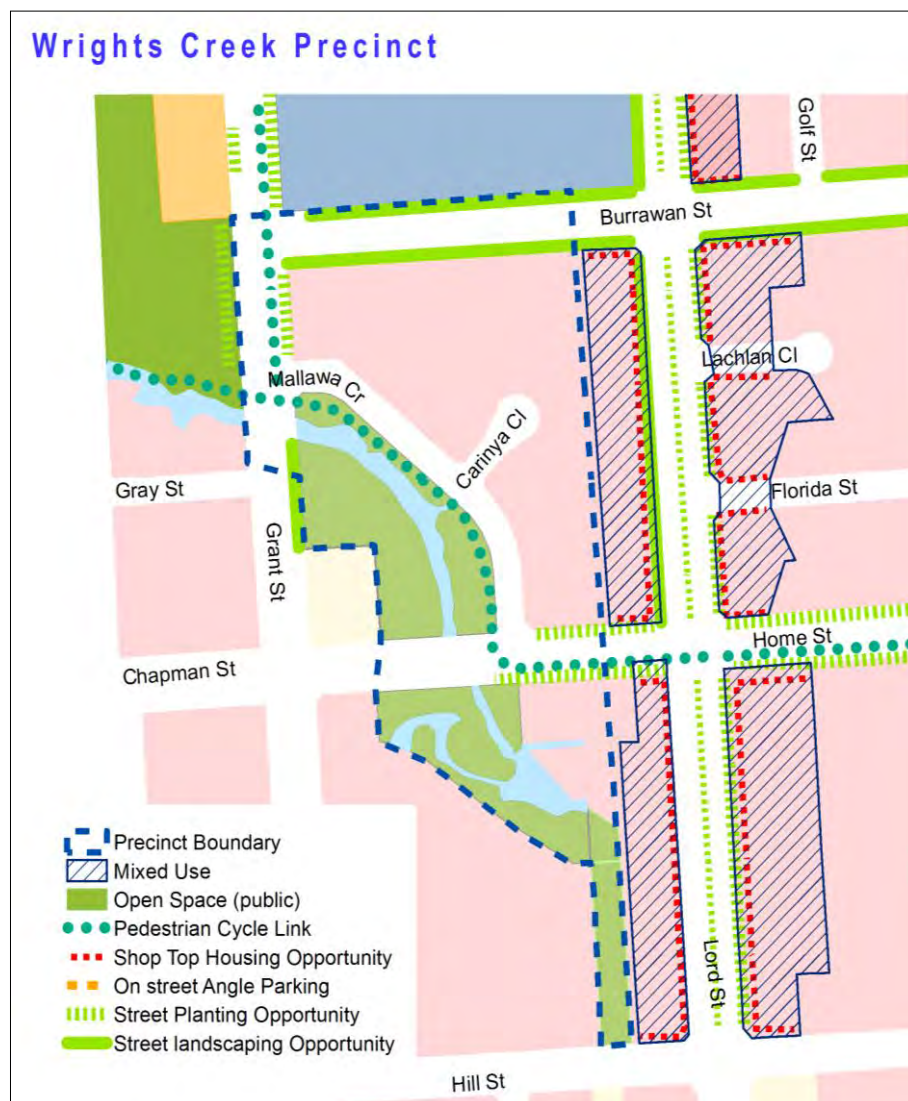 Wrights Creek Precinct
Golf St
Burrawan St
Lachlan Cl
Mallawa Cr
Carinya Cl
Gray St
Florida St
Grant St
Home St
Chapman St
Precinct Boundary
Mixed Use
Open Space (public)
Pedestrian Cycle Link
Shop Top Housing Opportunity
On street Angle Parking
Street Planting Opportunity
Street landscaping Opportunity
Lord St
Hill St